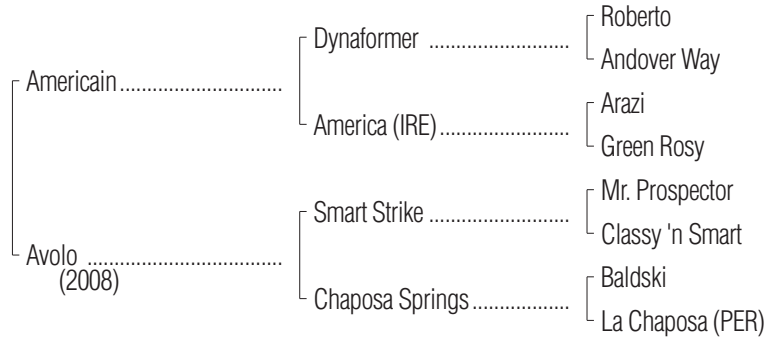 Roberto
Dynaformer ..........................
Andover Way
Americain..............................
Arazi
America (IRE)........................
Green Rosy
Mr. Prospector
Smart Strike ..........................
Classy 'n Smart
Avolo ....................................
(2008)
Baldski
Chaposa Springs..................
La Chaposa (PER)